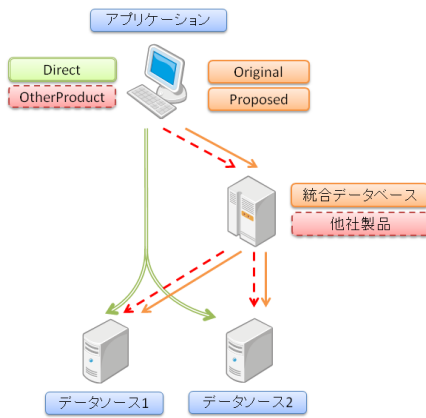 アプリケーション
Direct
OtherProduct
Original
Proposed
統合データベース
他社製品
データソース1
データソース2